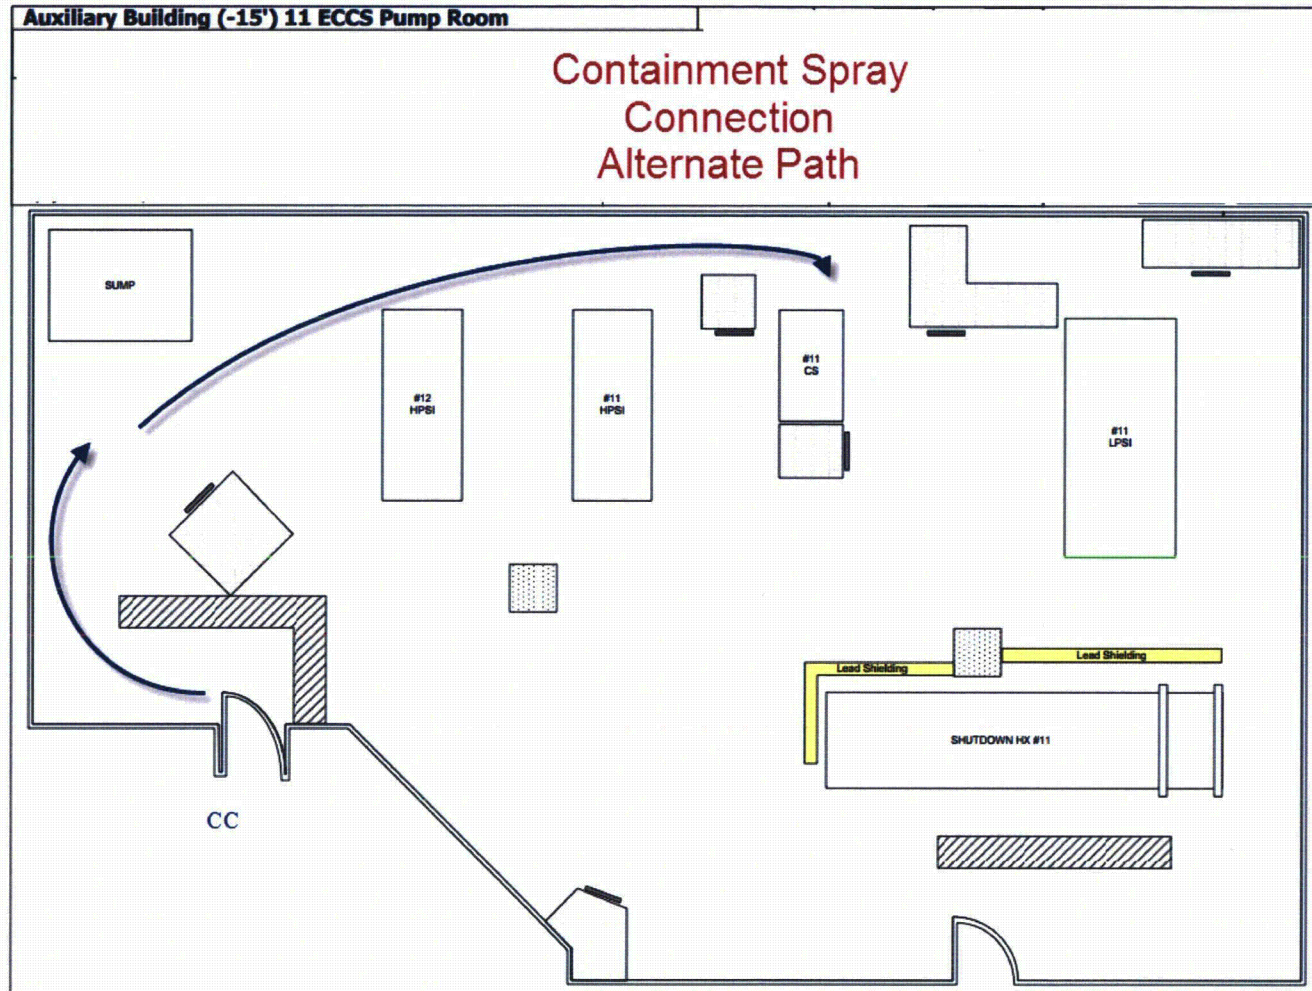 Auxiliary Building (-15') 11 ECCS Pump Room
Containment Spray
Connection
Alternate Path
SUMP
#12
HPSI
#11
HPSI
#11
CS
#11
LPSI
Lead Shielding
Lead Shielding
SHUTDOWN HX #11
CC